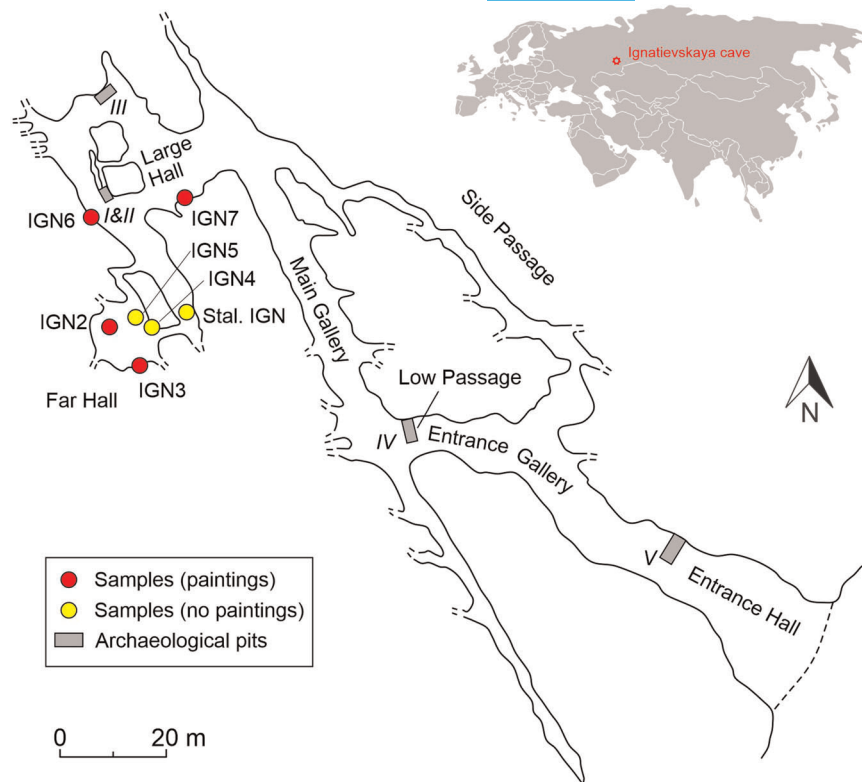 Ignatievskaya cave
III
Large
Hall
I&II
IGN6
IGN7
IGN5
IGN4
IGN2
Stal. IGN
IGN3
Far Hall
Main Gallery
Side Passage
Low Passage
IV
Entrance Gallery
V
Entrance Hall
N
Samples (paintings)
Samples (no paintings)
Archaeological pits
0 20 m